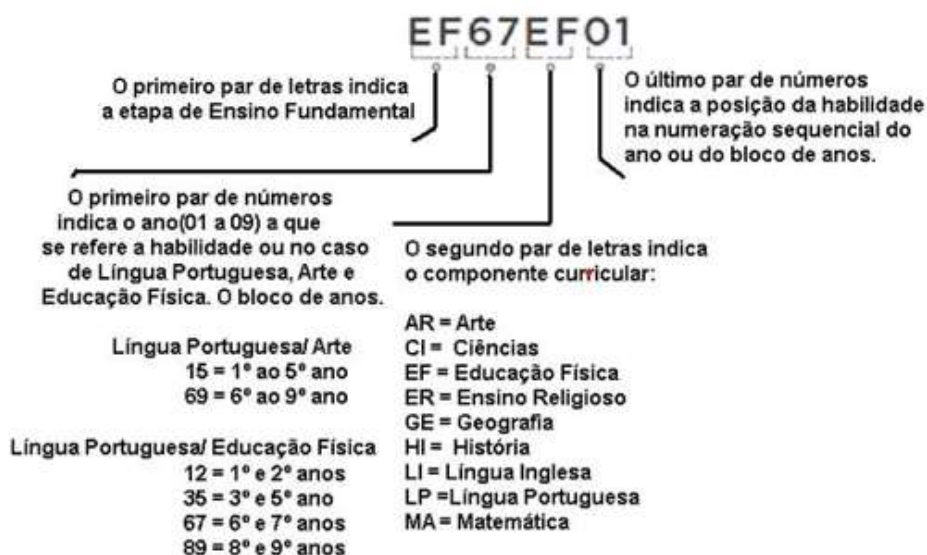 EF67EF01
O primeiro par de letras indica
a etapa de Ensino Fundamental
O último par de números
indica a posição da habilidade
na numeração sequencial do
ano ou do bloco de anos.
O primeiro par de números
indica o ano(01 a 09) a que
se refere a habilidade ou no caso
de Língua Portuguesa, Arte e
Educação Física. O bloco de anos.
Língua Portuguesa/ Arte
15 = 1º ao 5º ano
69 = 6º ao 9º ano
Língua Portuguesa/ Educação Física
12 = 1º e 2º anos
35 = 3º e 5º ano
67 = 6º e 7º anos
89 = 8º e 9º anos
O segundo par de letras indica
o componente curricular:
AR = Arte
CI = Ciências
EF = Educação Física
ER = Ensino Religioso
GE = Geografia
HI = História
LI = Língua Inglesa
LP =Língua Portuguesa
MA = Matemática